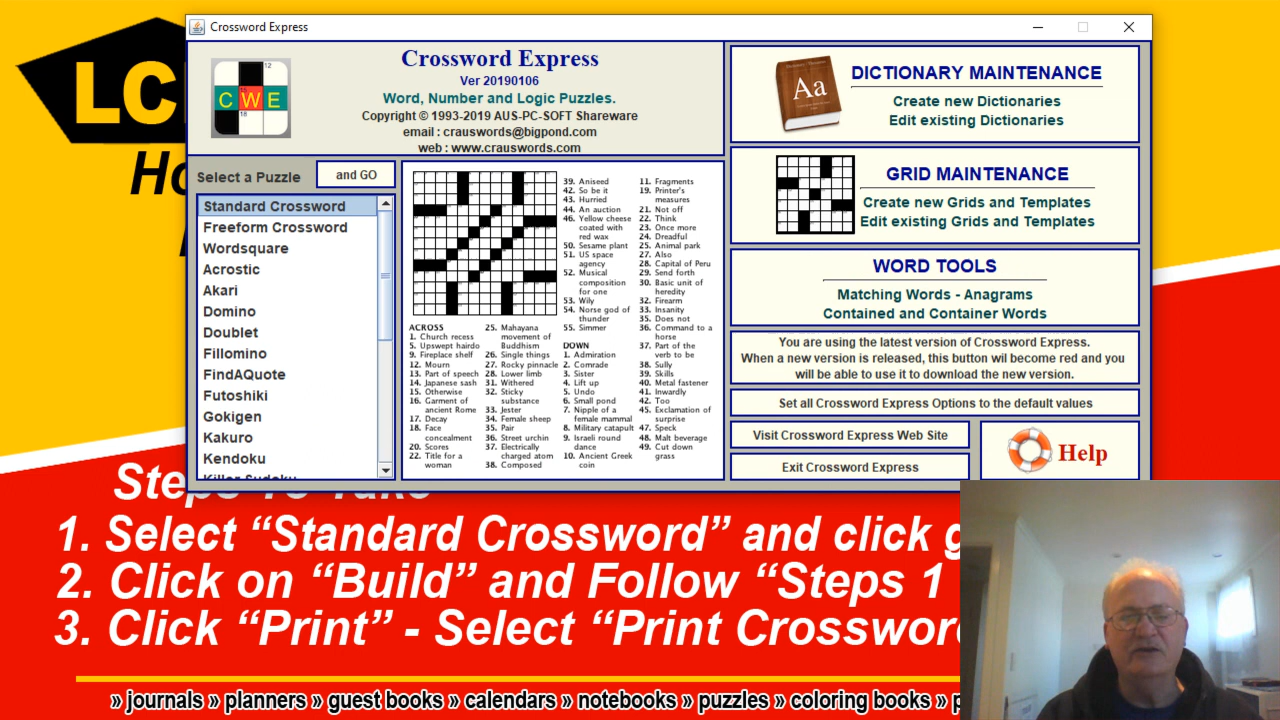 Crossword Express
LC
Ho
12
CWE
15
18
Crossword Express
Ver 20190106
Word, Number and Logic Puzzles.
Copyright © 1993-2019 AUS-PC-SOFT Shareware
email : crauswords@bigpond.com
web : www.crauswords.com
Select a Puzzle
and GO
Standard Crossword
Freeform Crossword
Wordsquare
Acrostic
Akari
Domino
Doublet
Fillomino
FindAQuote
Futoshiki
Gokigen
Kakuro
Kendoku
Killer Sudoku
ACROSS
1. Church recess
5. Upswept hairdo
9. Fireplace shelf
12. Mourn
13. Part of speech
14. Japanese sash
15. Otherwise
16. Garment of
ancient Rome
17. Decay
18. Face
concealment
20. Scores
22. Title for a
woman
25. Mahayana
movement of
Buddhism
26. Single things
27. Rocky pinnacle
28. Lower limb
31. Withered
32. Sticky
substance
33. Jester
34. Female sheep
35. Pair
36. Street urchin
37. Electrically
charged atom
38. Composed
39. Aniseed
42. So be it
43. Hurried
44. An auction
46. Yellow cheese
coated with
red wax
50. Sesame plant
51. US space
agency
52. Musical
composition
for one
53. Wily
54. Norse god of
thunder
55. Simmer
DOWN
1. Admiration
2. Comrade
3. Sister
4. Lift up
5. Undo
6. Small pond
7. Nipple of a
female mammal
8. Military catapult
9. Israeli round
dance
10. Ancient Greek
coin
11. Fragments
19. Printer's
measures
21. Not off
22. Think
23. Once more
24. Dreadful
25. Animal park
27. Also
28. Capital of Peru
29. Send forth
30. Basic unit of
heredity
32. Firearm
33. Insanity
35. Does not
36. Command to a
horse
37. Part of the
verb to be
38. Sully
39. Skills
40. Metal fastener
41. Inwardly
42. Too
45. Exclamation of
surprise
47. Speck
48. Malt beverage
49. Cut down
grass
Aa
DICTIONARY MAINTENANCE
Create new Dictionaries
Edit existing Dictionaries
GRID MAINTENANCE
Create new Grids and Templates
Edit existing Grids and Templates
WORD TOOLS
Matching Words - Anagrams
Contained and Container Words
You are using the latest version of Crossword Express.
When a new version is released, this button wil become red and you
will be able to use it to download the new version.
Set all Crossword Express Options to the default values
Visit Crossword Express Web Site
Exit Crossword Express
Help
Steps To Take
1. Select “Standard Crossword” and click g
2. Click on “Build” and Follow “Steps 1
3. Click “Print” - Select “Print Crossword
» journals » planners » guest books » calendars » notebooks » puzzles » coloring books » p